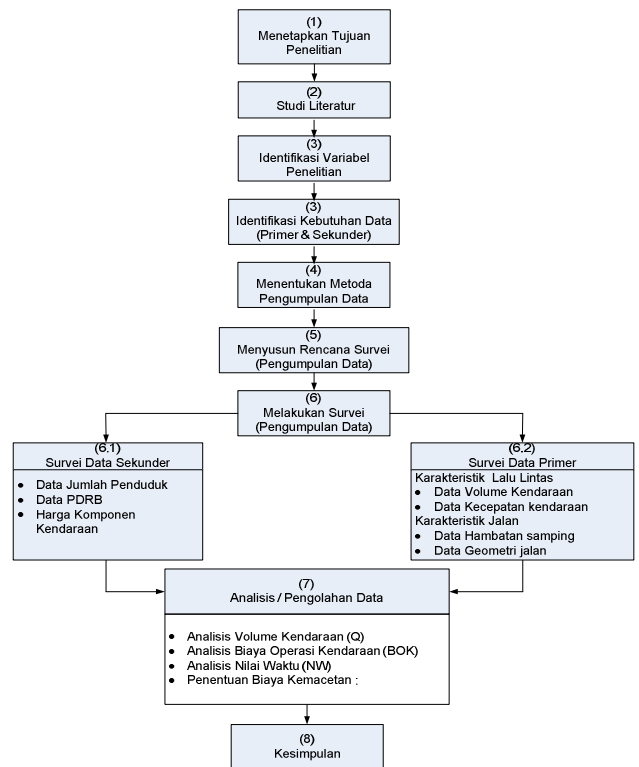 (1)
Menetapkan Tujuan
Penelitian
(2)
Studi Literatur
(3)
Identifikasi Variabel
Penelitian
(3)
Identifikasi Kebutuhan Data
(Primer & Sekunder)
(4)
Menentukan Metoda
Pengumpulan Data
(5)
Menyusun Rencana Survei
(Pengumpulan Data)
(6)
Melakukan Survei
(Pengumpulan Data)
(6.1)
Survei Data Sekunder
• Data Jumlah Penduduk
• Data PDRB
• Harga Komponen
Kendaraan
(6.2)
Survei Data Primer
Karakteristik Lalu Lintas
• Data Volume Kendaraan
• Data Kecepatan kendaraan
Karakteristik Jalan
• Data Hambatan samping
• Data Geometri jalan
(7)
Analisis / Pengolahan Data
• Analisis Volume Kendaraan (Q)
• Analisis Biaya Operasi Kendaraan (BOK)
• Analisis Nilai Waktu (NW)
• Penentuan Biaya Kemacetan :
(8)
Kesimpulan